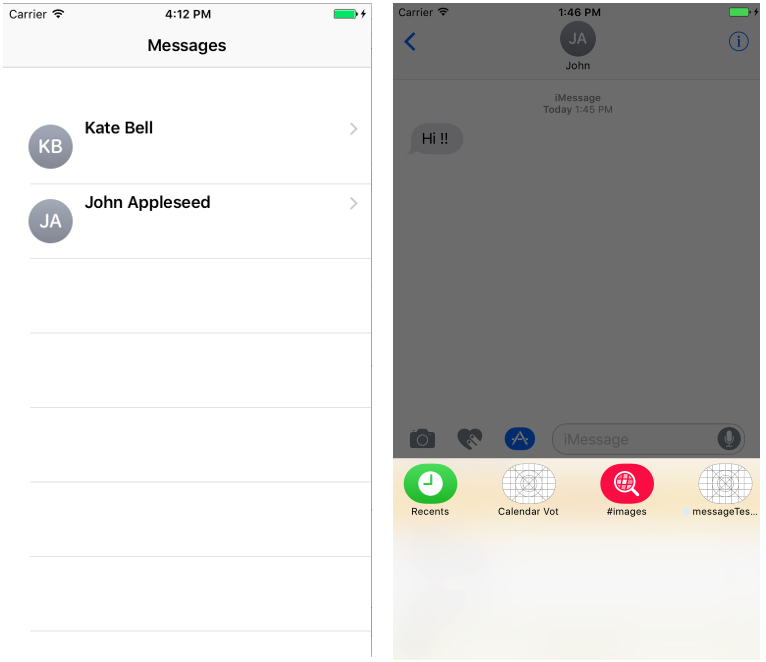 Carrier 4:12 PM
Messages
KB Kate Bell
JA John Appleseed
Carrier 1:46 PM
JA
John
iMessage
Today 1:45 PM
Hi !!
iMessage
Recents Calendar Vot #images messageTes...